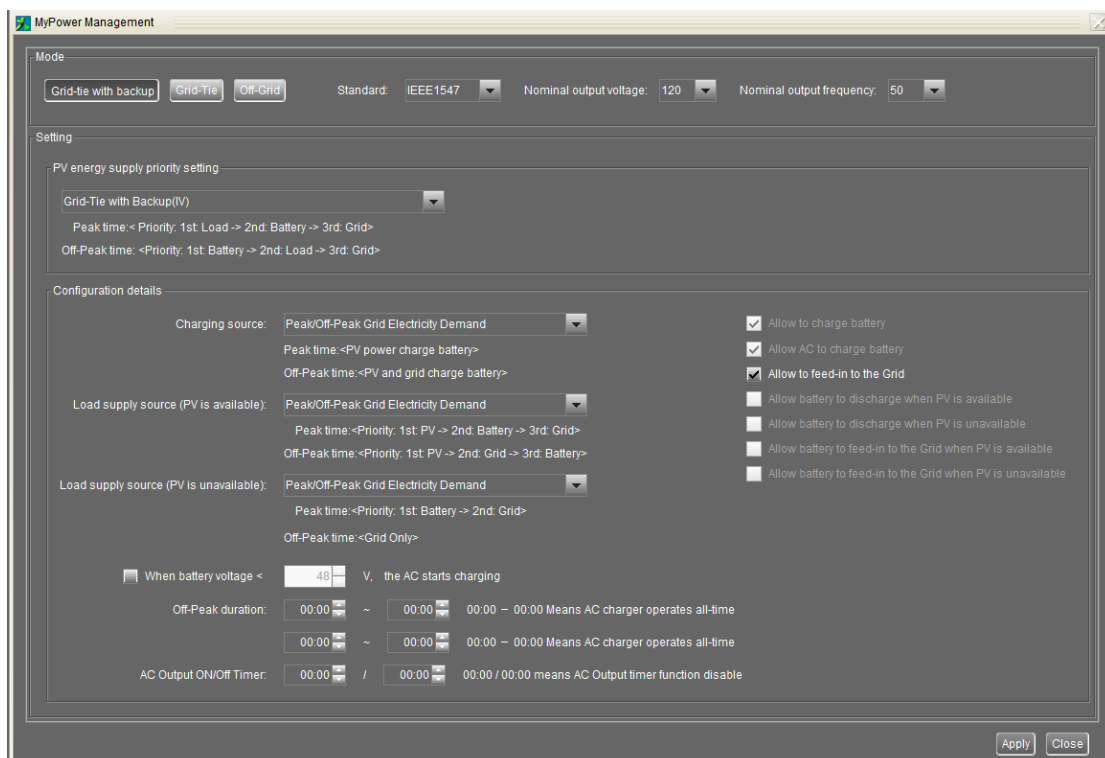 MyPower Management
Mode
Grid-tie with backup Grid-Tie Off-Grid Standard: IEEE1547 Nominal output voltage: 120 Nominal output frequency: 50
Setting
PV energy supply priority setting
Grid-Tie with Backup(IV)
Peak time:< Priority: 1st: Load -> 2nd: Battery -> 3rd: Grid>
Off-Peak time: <Priority: 1st: Battery -> 2nd: Load -> 3rd: Grid>
Configuration details
Charging source: Peak/Off-Peak Grid Electricity Demand
Peak time:<PV power charge battery>
Off-Peak time:<PV and grid charge battery>
Load supply source (PV is available): Peak/Off-Peak Grid Electricity Demand
Peak time:<Priority: 1st: PV -> 2nd: Battery -> 3rd: Grid>
Off-Peak time:<Priority: 1st: PV -> 2nd: Grid -> 3rd: Battery>
Load supply source (PV is unavailable): Peak/Off-Peak Grid Electricity Demand
Peak time:<Priority: 1st: Battery -> 2nd: Grid>
Off-Peak time:<Grid Only>
Allow to charge battery
Allow AC to charge battery
Allow to feed-in to the Grid
Allow battery to discharge when PV is available
Allow battery to discharge when PV is unavailable
Allow battery to feed-in to the Grid when PV is available
Allow battery to feed-in to the Grid when PV is unavailable
When battery voltage < 48 V, the AC starts charging
Off-Peak duration: 00:00 ~ 00:00 00:00 – 00:00 Means AC charger operates all-time
00:00 ~ 00:00 00:00 – 00:00 Means AC charger operates all-time
AC Output ON/Off Timer: 00:00 / 00:00 00:00 / 00:00 means AC Output timer function disable
Apply Close